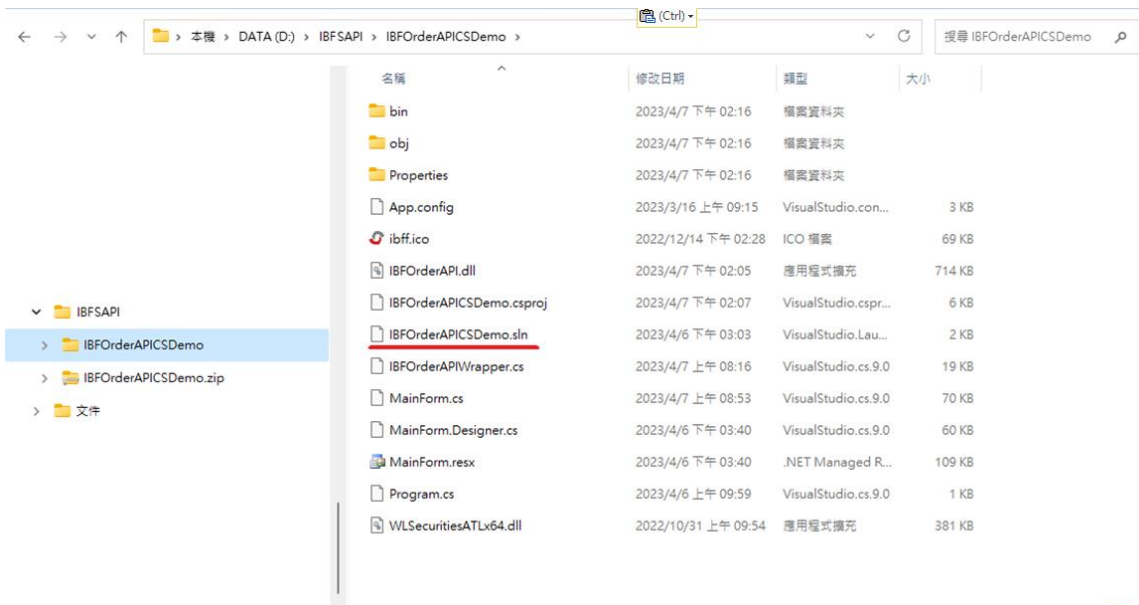 (Ctrl)
本機 › DATA (D:) › IBFSAPI › IBFOrderAPICSDemo ›
搜尋 IBFOrderAPICSDemo
名稱 修改日期 類型 大小
bin 2023/4/7 下午 02:16 檔案資料夾
obj 2023/4/7 下午 02:16 檔案資料夾
Properties 2023/4/7 下午 02:16 檔案資料夾
App.config 2023/3/16 上午 09:15 VisualStudio.con... 3 KB
ibff.ico 2022/12/14 下午 02:28 ICO 檔案 69 KB
IBFOrderAPI.dll 2023/4/7 下午 02:05 應用程式擴充 714 KB
IBFOrderAPICSDemo.csproj 2023/4/7 下午 02:07 VisualStudio.cspr... 6 KB
IBFOrderAPICSDemo.sln 2023/4/6 下午 03:03 VisualStudio.Lau... 2 KB
IBFOrderAPIWrapper.cs 2023/4/7 上午 08:16 VisualStudio.cs.9.0 19 KB
MainForm.cs 2023/4/7 上午 08:53 VisualStudio.cs.9.0 70 KB
MainForm.Designer.cs 2023/4/6 下午 03:40 VisualStudio.cs.9.0 60 KB
MainForm.resx 2023/4/6 下午 03:40 .NET Managed R... 109 KB
Program.cs 2023/4/6 上午 09:59 VisualStudio.cs.9.0 1 KB
WLSecuritiesATLx64.dll 2022/10/31 上午 09:54 應用程式擴充 381 KB
IBFSAPI
IBFOrderAPICSDemo
IBFOrderAPICSDemo.zip
文件